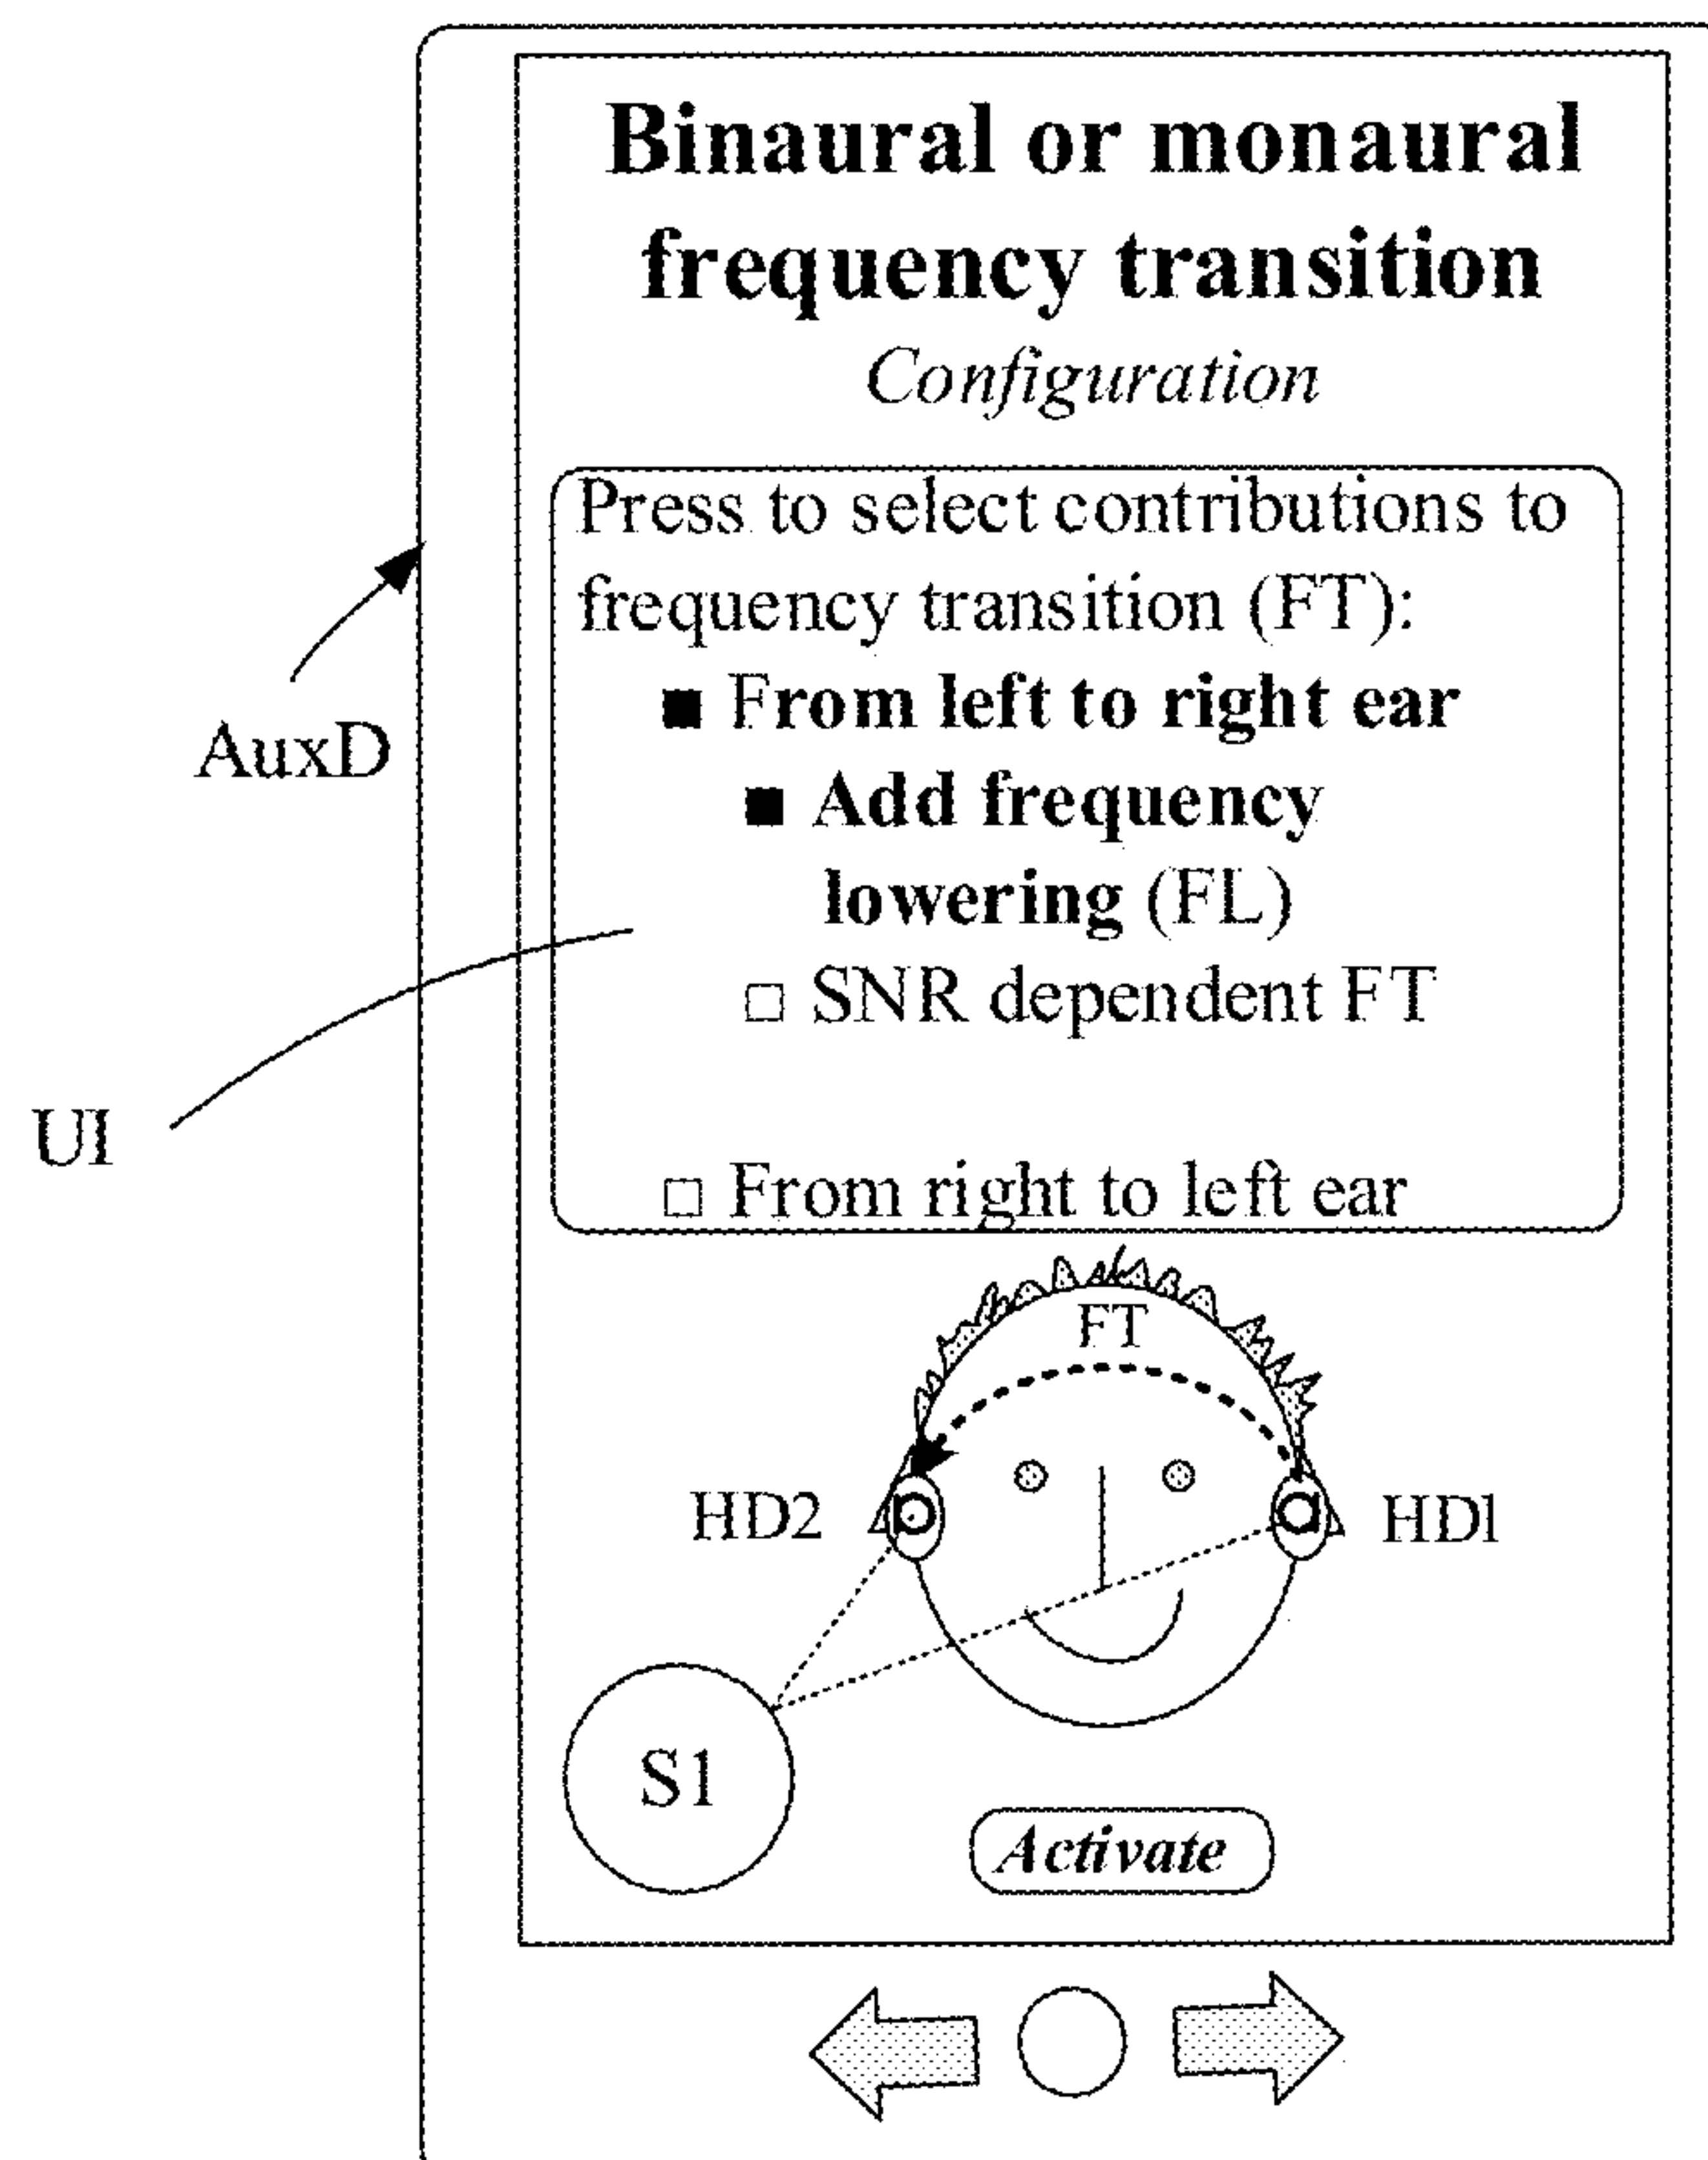 Binaural or monaural
frequency transition
Configuration
Press to select contributions to
frequency transition (FT):
■ From left to right ear
■ Add frequency
lowering (FL)
□ SNR dependent FT
□ From right to left ear
AuxD
UI
FT
HD2
HD1
S1
Activate